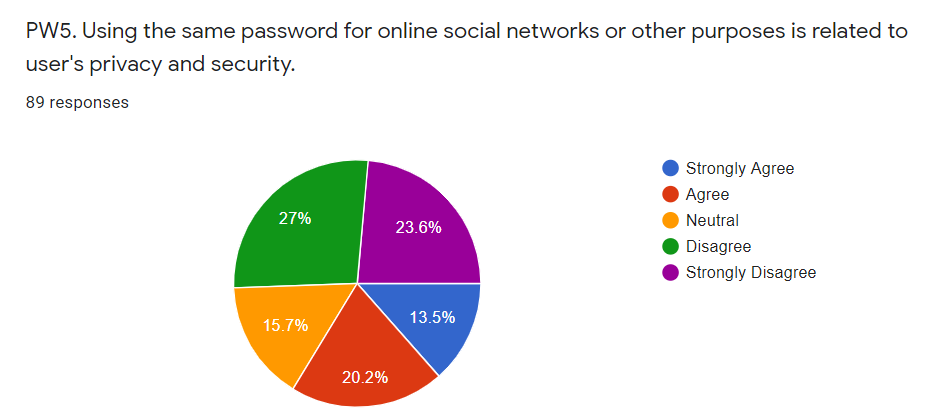 PW5. Using the same password for online social networks or other purposes is related to
user's privacy and security.
89 responses
27%
23.6%
15.7%
13.5%
20.2%
Strongly Agree
Agree
Neutral
Disagree
Strongly Disagree